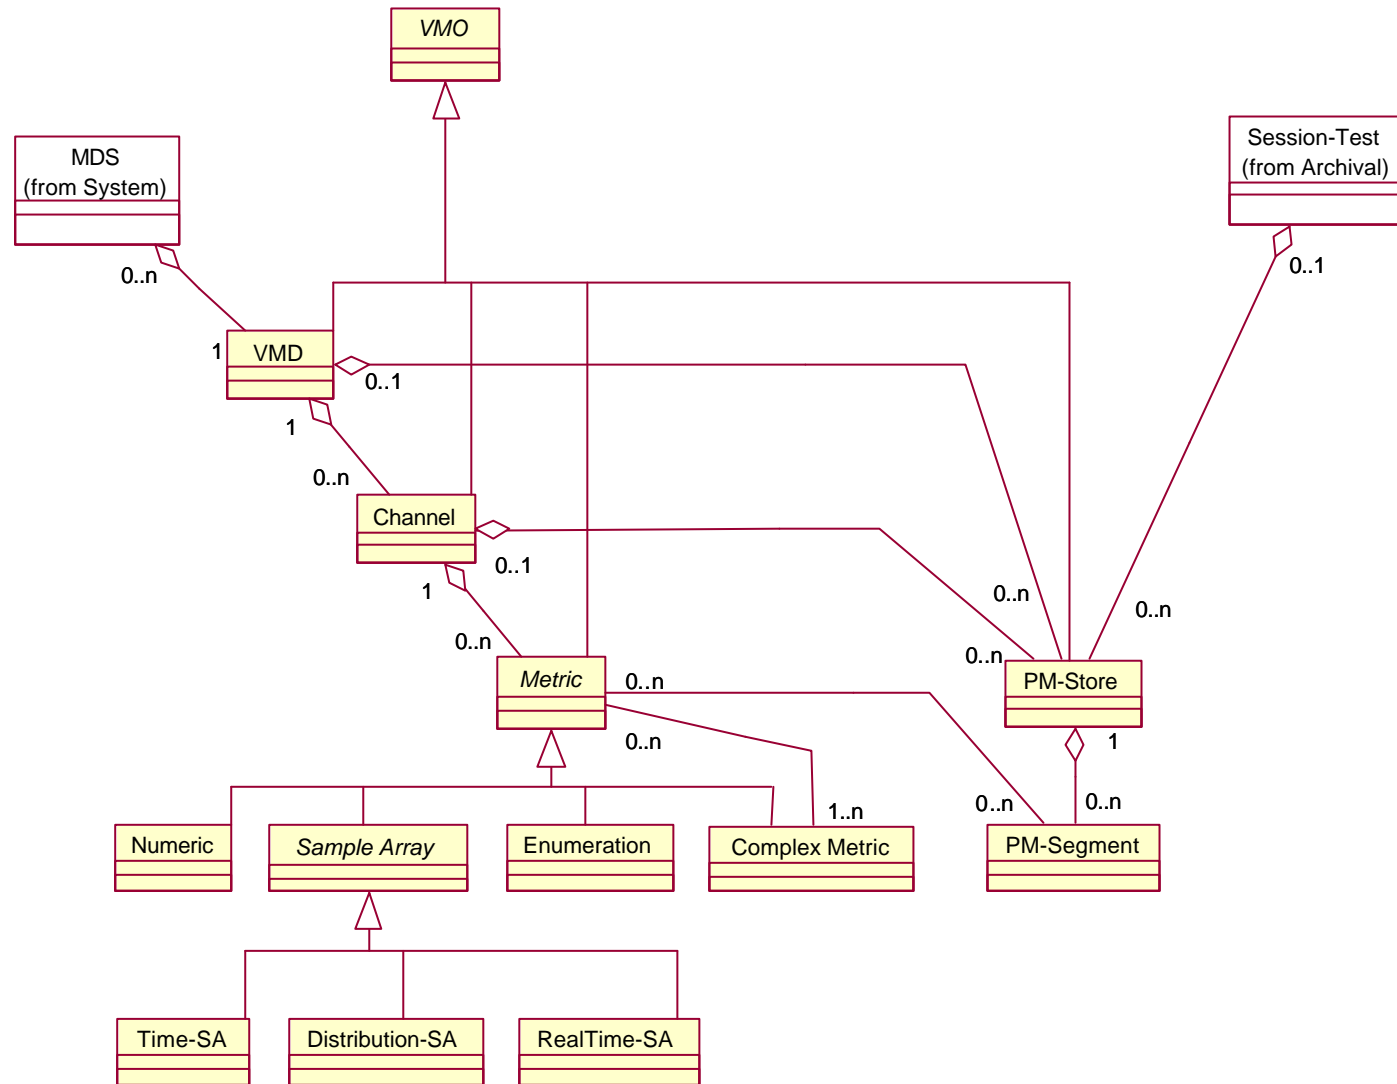 VMO
MDS
(from System)
Session-Test
(from Archival)
0..n
0..1
1
VMD
0..1
1
0..n
Channel
0..1
1
0..n
0..n
0..n
0..n
Metric
0..n
PM-Store
0..n
1
0..n
0..n
1..n
Numeric
Sample Array
Enumeration
Complex Metric
PM-Segment
Time-SA
Distribution-SA
RealTime-SA